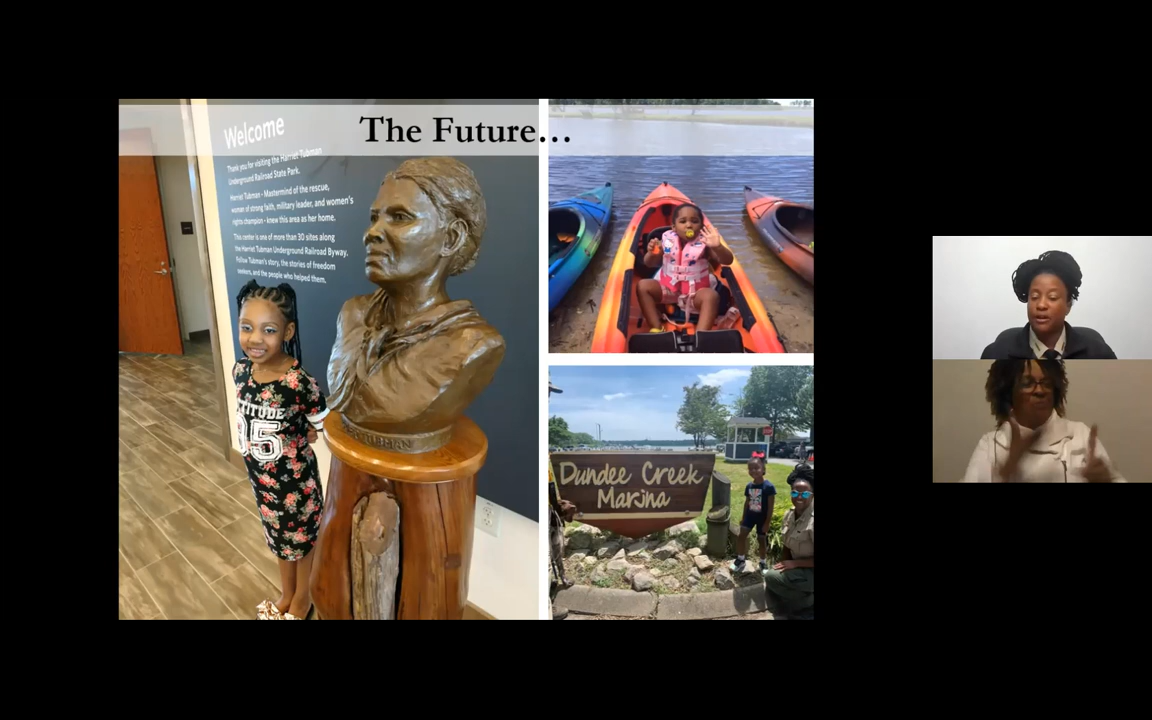 The Future...
Welcome
Thank you for visiting the Harriet Tubman
Underground Railroad State Park.
Harriet Tubman - Mastermind of the rescue,
woman of strong faith, military leader, and women's
rights champion - knew this area as her home.
This center is one of more than 30 sites along
the Harriet Tubman Underground Railroad Byway.
Follow Tubman's story, the stories of freedom
seekers, and the people who helped them.
TTITUDE
95
TUBMAN
Dundee Creek
Marina